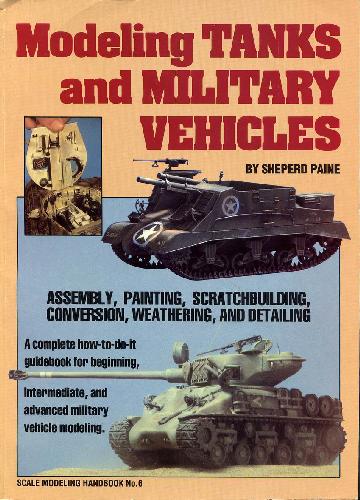 Modeling TANKS
and MILITARY
VEHICLES
BY SHEPERD PAINE
ASSEMBLY, PAINTING, SCRATCHBUILDING,
CONVERSION, WEATHERING, AND DETAILING
A complete how-to-do-it
guidebook for beginning,
intermediate, and
advanced military
vehicle modeling.
SCALE MODELING HANDBOOK No. 6